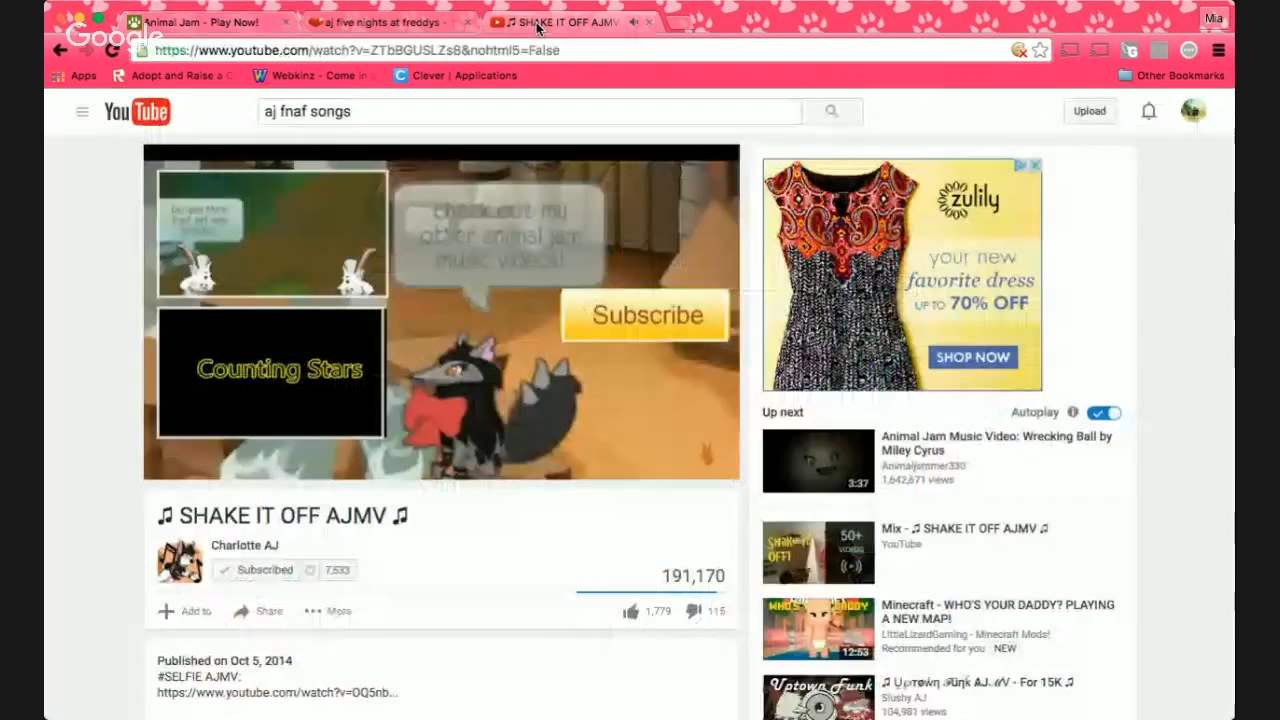 Animal Jam - Play Now!
aj five nights at freddys -
♫ SHAKE IT OFF AJMV
Mia
Google
https://www.youtube.com/watch?v=ZTbBGUSLZs8&nohtml5=False
Apps
Adopt and Raise a C
Webkinz - Come in a
Clever | Applications
Other Bookmarks
YouTube
aj fnaf songs
Upload
check out my
other animal jam
music videos!
Subscribe
Counting Stars
zulily
your new
favorite dress
UP TO 70% OFF
SHOP NOW
Up next
Autoplay
Animal Jam Music Video: Wrecking Ball by
Miley Cyrus
Animaljammer330
1,642,671 views
3:37
♫ SHAKE IT OFF AJMV ♫
Charlotte AJ
Subscribed
7,533
191,170
Add to
Share
More
1,779
115
SHAKE IT
OFF!
50+
VIDEOS
Mix - ♫ SHAKE IT OFF AJMV ♫
YouTube
WHO'S YOUR DADDY
12:53
Minecraft - WHO'S YOUR DADDY? PLAYING
A NEW MAP!
LittleLizardGaming - Minecraft Mods!
Recommended for you NEW
Published on Oct 5, 2014
#SELFIE AJMV:
https://www.youtube.com/watch?v=OQ5nb...
Uptown Funk
- For 15K ♫
Slushy AJ
104,981 views